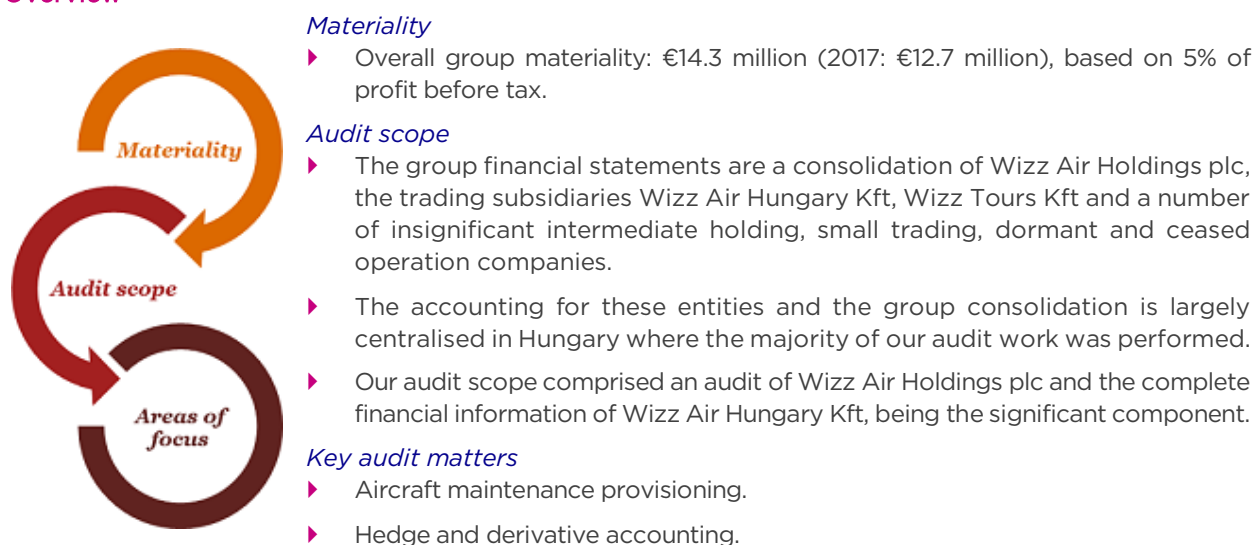 Overview
Materiality
Overall group materiality: €14.3 million (2017: €12.7 million), based on 5% of
profit before tax.
Audit scope
The group financial statements are a consolidation of Wizz Air Holdings plc,
the trading subsidiaries Wizz Air Hungary Kft, Wizz Tours Kft and a number
of insignificant intermediate holding, small trading, dormant and ceased
operation companies.
The accounting for these entities and the group consolidation is largely
centralised in Hungary where the majority of our audit work was performed.
Our audit scope comprised an audit of Wizz Air Holdings plc and the complete
financial information of Wizz Air Hungary Kft, being the significant component.
Key audit matters
Aircraft maintenance provisioning.
Hedge and derivative accounting.
Materiality
Audit scope
Areas of
focus